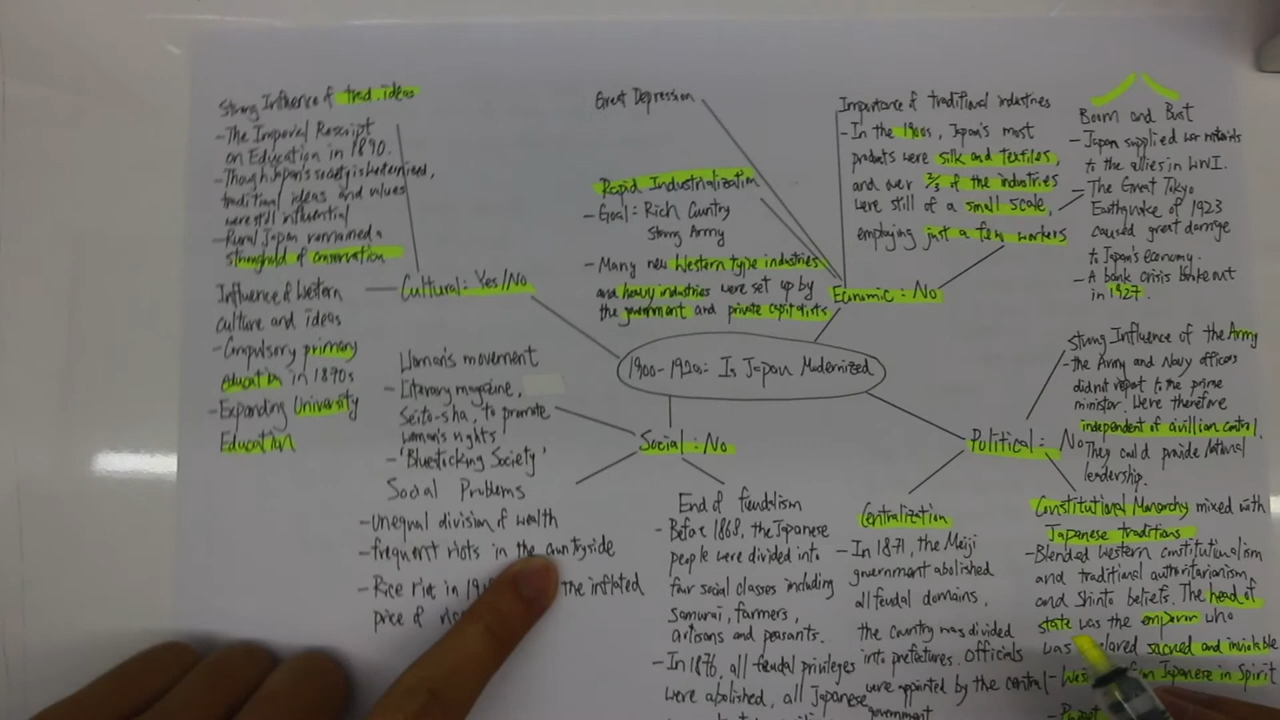 Strong Influence of trad. ideas
- The Imperial Rescript
on Education in 1890.
- Though Japan's society is westernized,
traditional ideas and values
were still influential
- Rural Japan remained a
stronghold of conservation
Influence of Western
culture and ideas
- Compulsory primary
education in 1890s
- Expanding University
Education
Cultural: Yes/No
Great Depression
Rapid Industrialization
- Goal: Rich Country
Strong Army
- Many new Western type industries
and heavy industries were set up by
the government and private capitalists
Importance of traditional industries
- In the 1900s, Japan's most
products were silk and textiles,
and over 2/3 of the industries
were still of a small scale,
employing just a few workers
Boom and Bust
- Japan supplied war materials
to the allies in WWI.
- The Great Tokyo
Earthquake of 1923
caused great damage
to Japan's economy.
- A bank crisis broke out
in 1927.
Economic: No
1900-1920s: Is Japan Modernized
Woman's movement
- Literary magazine,
Seito-sha, to promote
woman's rights
- 'Bluestocking Society'
Social Problems
- unequal division of wealth
- frequent riots in the countryside
- Rice riot in the inflated
price of
Social: No
End of feudalism
- Before 1868, the Japanese
people were divided into
four social classes including
Samurai, farmers,
artisons and peasants.
- In 1876, all feudal privileges
were abolished, all Japanese
Political: No
Strong Influence of the Army
- the Army and Navy officers
didn't report to the prime
minister. Were therefore
independent of civillian control.
They could provide National
leadership.
Centralization
- In 1871, the Meiji
government abolished
all feudal domains,
the country was divided
into prefectures. Officials
were appointed by the central
government
Constitutional Monarchy mixed with
Japanese traditions
- Blended Western constitutionalism
and traditional authoritarianism
and Shinto beliefs. The head of
state was the emperor who
was sacred and inviolable
Japanese in Spirit